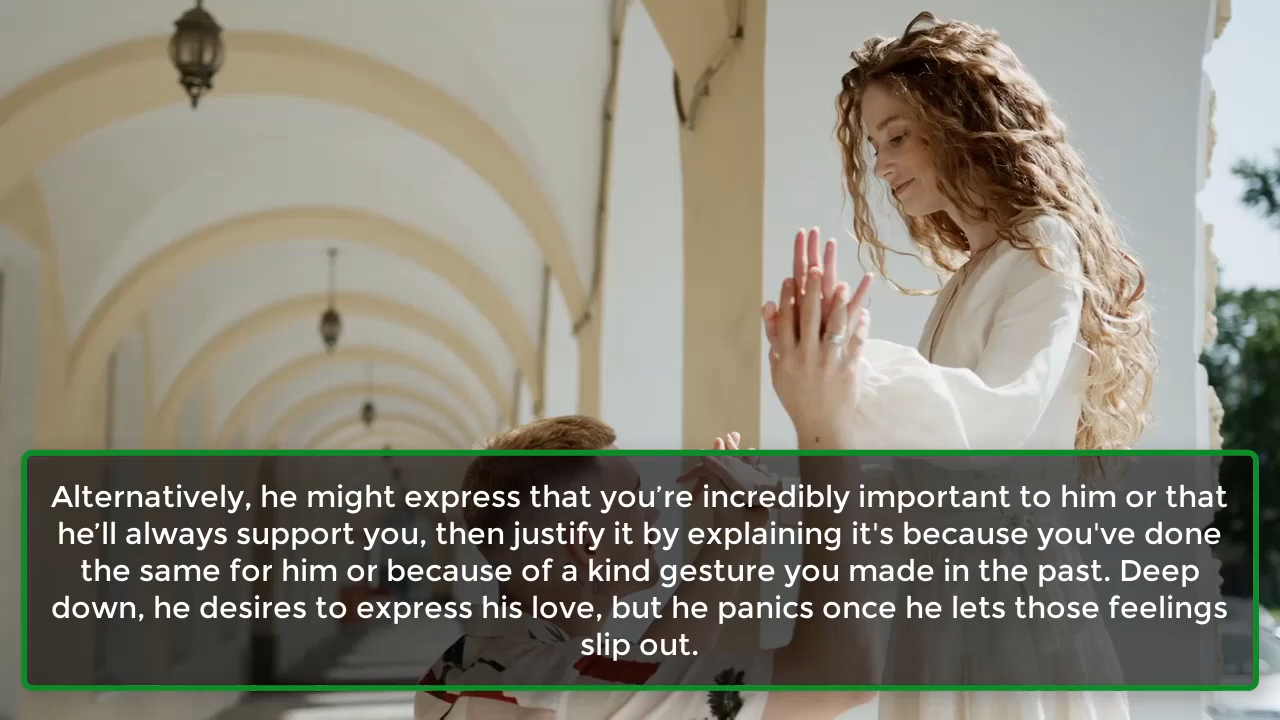 Alternatively, he might express that you’re incredibly important to him or that
he’ll always support you, then justify it by explaining it's because you've done
the same for him or because of a kind gesture you made in the past. Deep
down, he desires to express his love, but he panics once he lets those feelings
slip out.